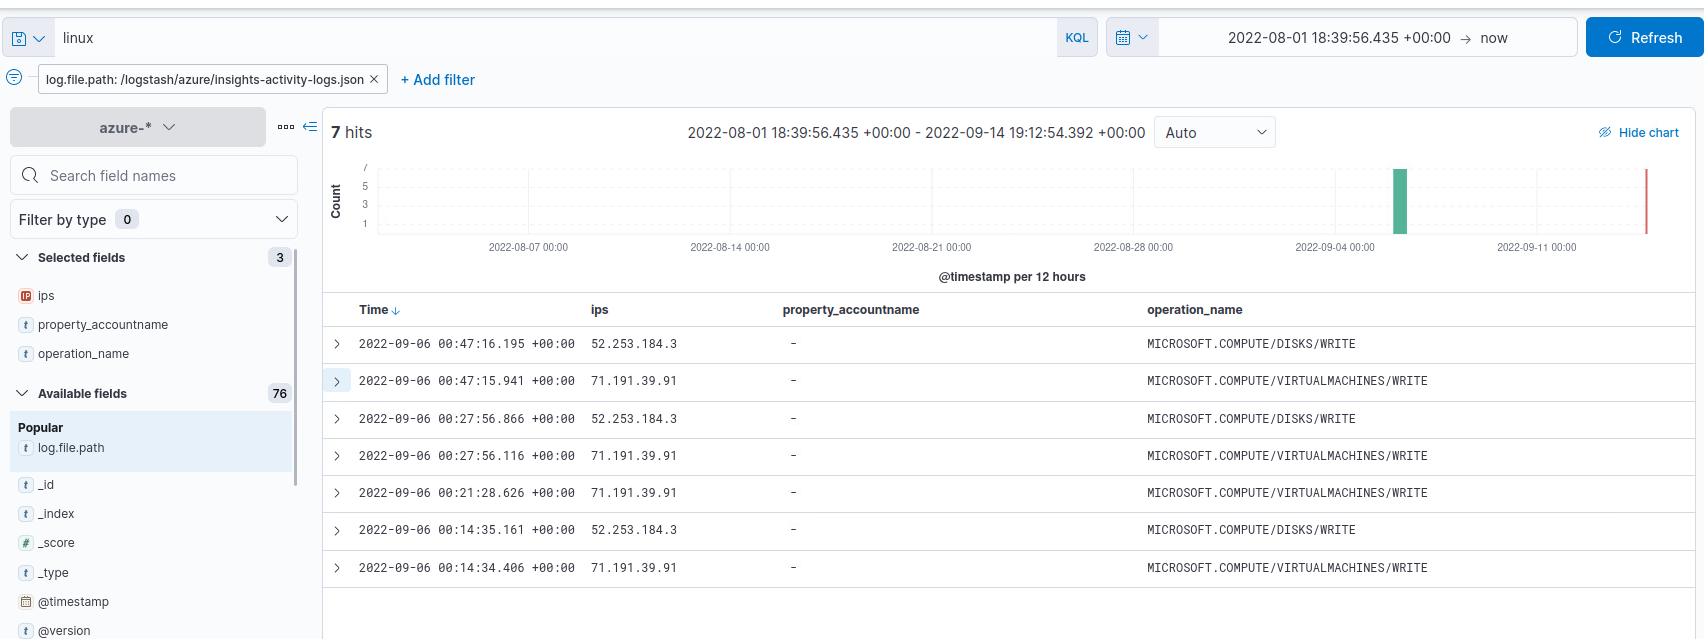 linux KQL 2022-08-01 18:39:56.435 +00:00 → now Refresh
log.file.path: /logstash/azure/insights-activity-logs.json × + Add filter
azure-*
Search field names
Filter by type 0
Selected fields 3
ips
property_accountname
operation_name
Available fields 76
Popular
log.file.path
_id
_index
_score
_type
@timestamp
@version
7 hits 2022-08-01 18:39:56.435 +00:00 - 2022-09-14 19:12:54.392 +00:00 Auto Hide chart
Count
7
5
3
1
2022-08-07 00:00 2022-08-14 00:00 2022-08-21 00:00 2022-08-28 00:00 2022-09-04 00:00 2022-09-11 00:00
@timestamp per 12 hours
Time ↓ ips property_accountname operation_name
2022-09-06 00:47:16.195 +00:00 52.253.184.3 - MICROSOFT.COMPUTE/DISKS/WRITE
2022-09-06 00:47:15.941 +00:00 71.191.39.91 - MICROSOFT.COMPUTE/VIRTUALMACHINES/WRITE
2022-09-06 00:27:56.866 +00:00 52.253.184.3 - MICROSOFT.COMPUTE/DISKS/WRITE
2022-09-06 00:27:56.116 +00:00 71.191.39.91 - MICROSOFT.COMPUTE/VIRTUALMACHINES/WRITE
2022-09-06 00:21:28.626 +00:00 71.191.39.91 - MICROSOFT.COMPUTE/VIRTUALMACHINES/WRITE
2022-09-06 00:14:35.161 +00:00 52.253.184.3 - MICROSOFT.COMPUTE/DISKS/WRITE
2022-09-06 00:14:34.406 +00:00 71.191.39.91 - MICROSOFT.COMPUTE/VIRTUALMACHINES/WRITE